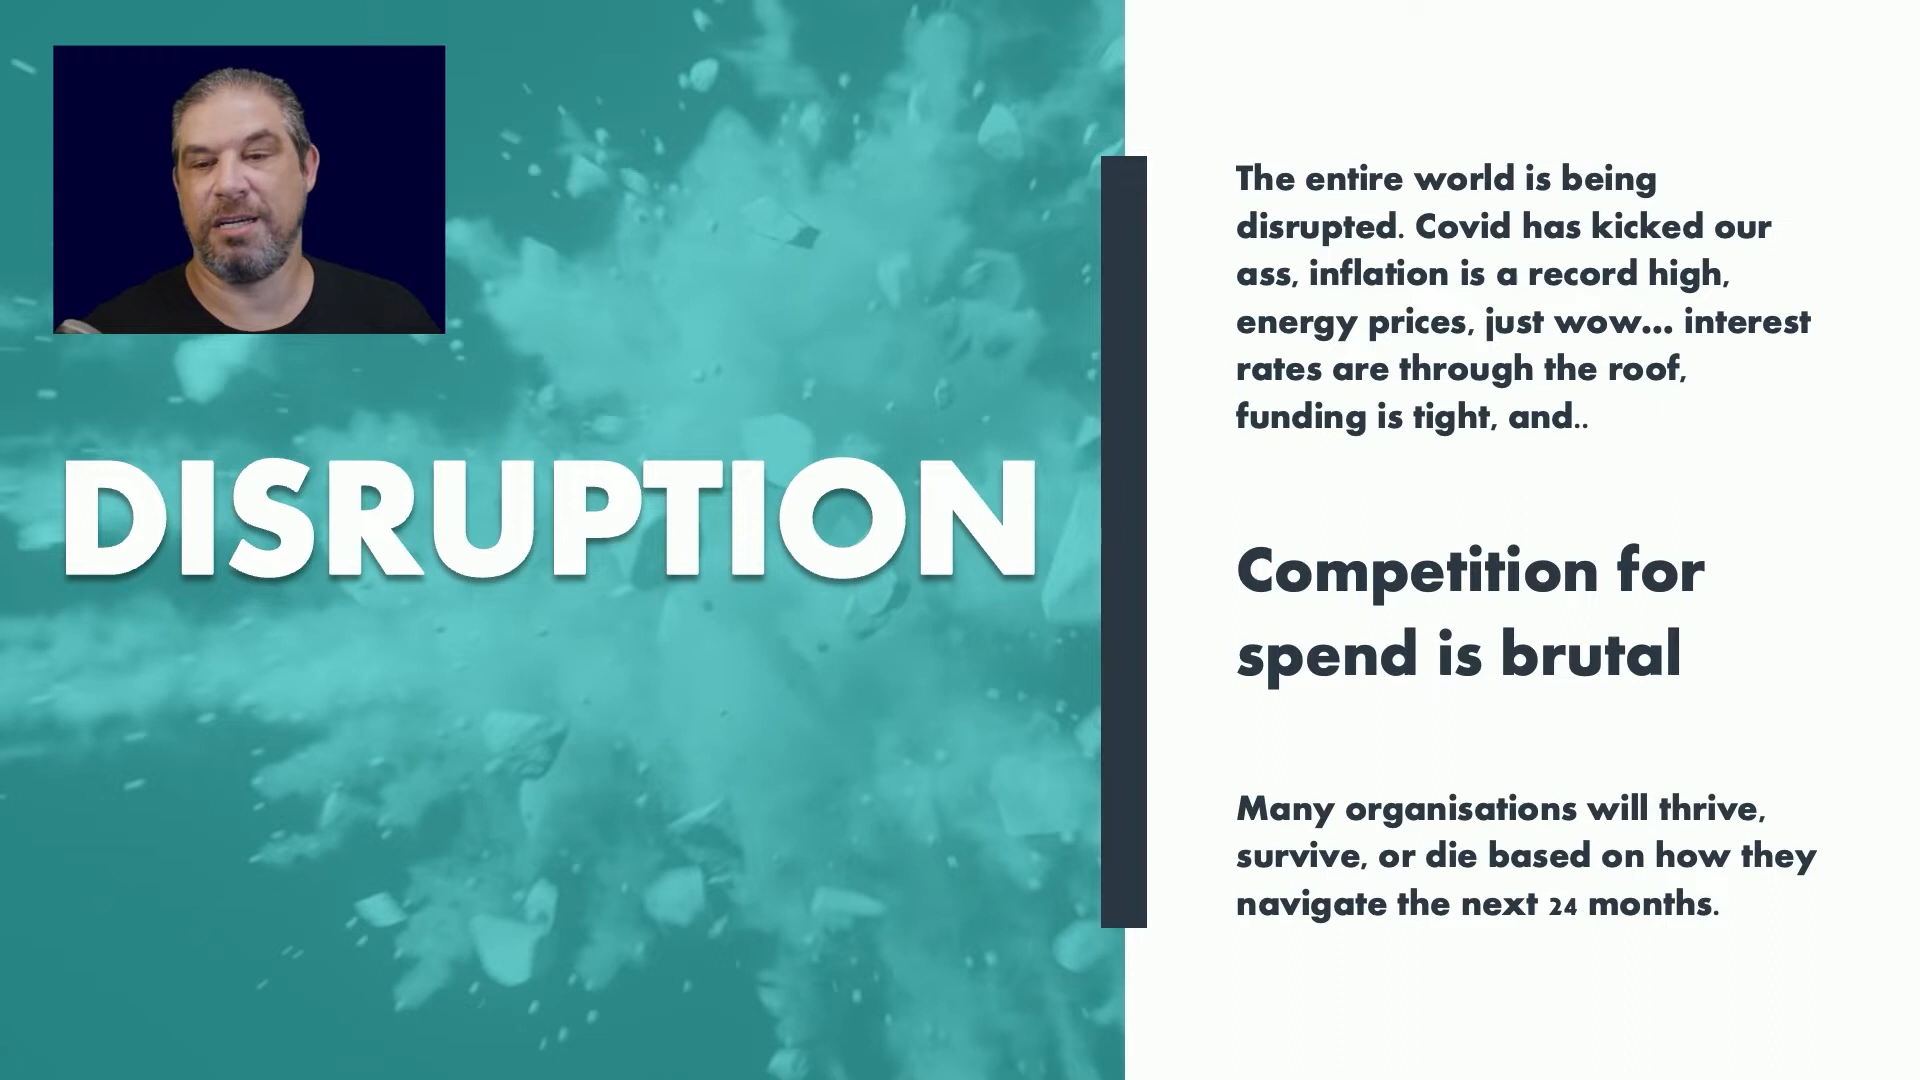 DISRUPTION
The entire world is being
disrupted. Covid has kicked our
ass, inflation is a record high,
energy prices, just wow... interest
rates are through the roof,
funding is tight, and..
Competition for
spend is brutal
Many organisations will thrive,
survive, or die based on how they
navigate the next 24 months.